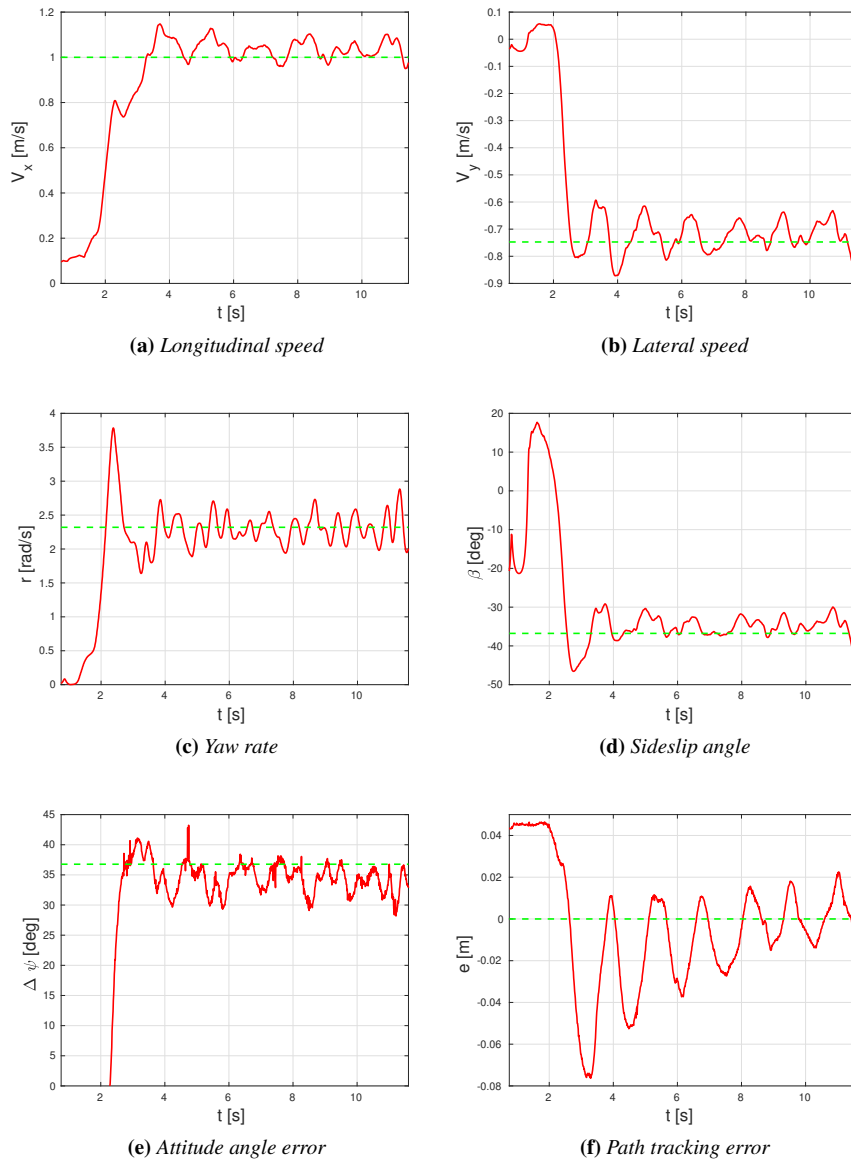 1.2
1
0.8
0.6
0.4
0.2
0
V_x [m/s]
2 4 6 8 10
t [s]
(a) Longitudinal speed
0.1
0
-0.1
-0.2
-0.3
-0.4
-0.5
-0.6
-0.7
-0.8
-0.9
V_y [m/s]
2 4 6 8 10
t [s]
(b) Lateral speed
4
3.5
3
2.5
2
1.5
1
0.5
0
r [rad/s]
2 4 6 8 10
t [s]
(c) Yaw rate
20
10
0
-10
-20
-30
-40
-50
β [deg]
2 4 6 8 10
t [s]
(d) Sideslip angle
45
40
35
30
25
20
15
10
5
0
Δ ψ [deg]
2 4 6 8 10
t [s]
(e) Attitude angle error
0.04
0.02
0
-0.02
-0.04
-0.06
-0.08
e [m]
2 4 6 8 10
t [s]
(f) Path tracking error